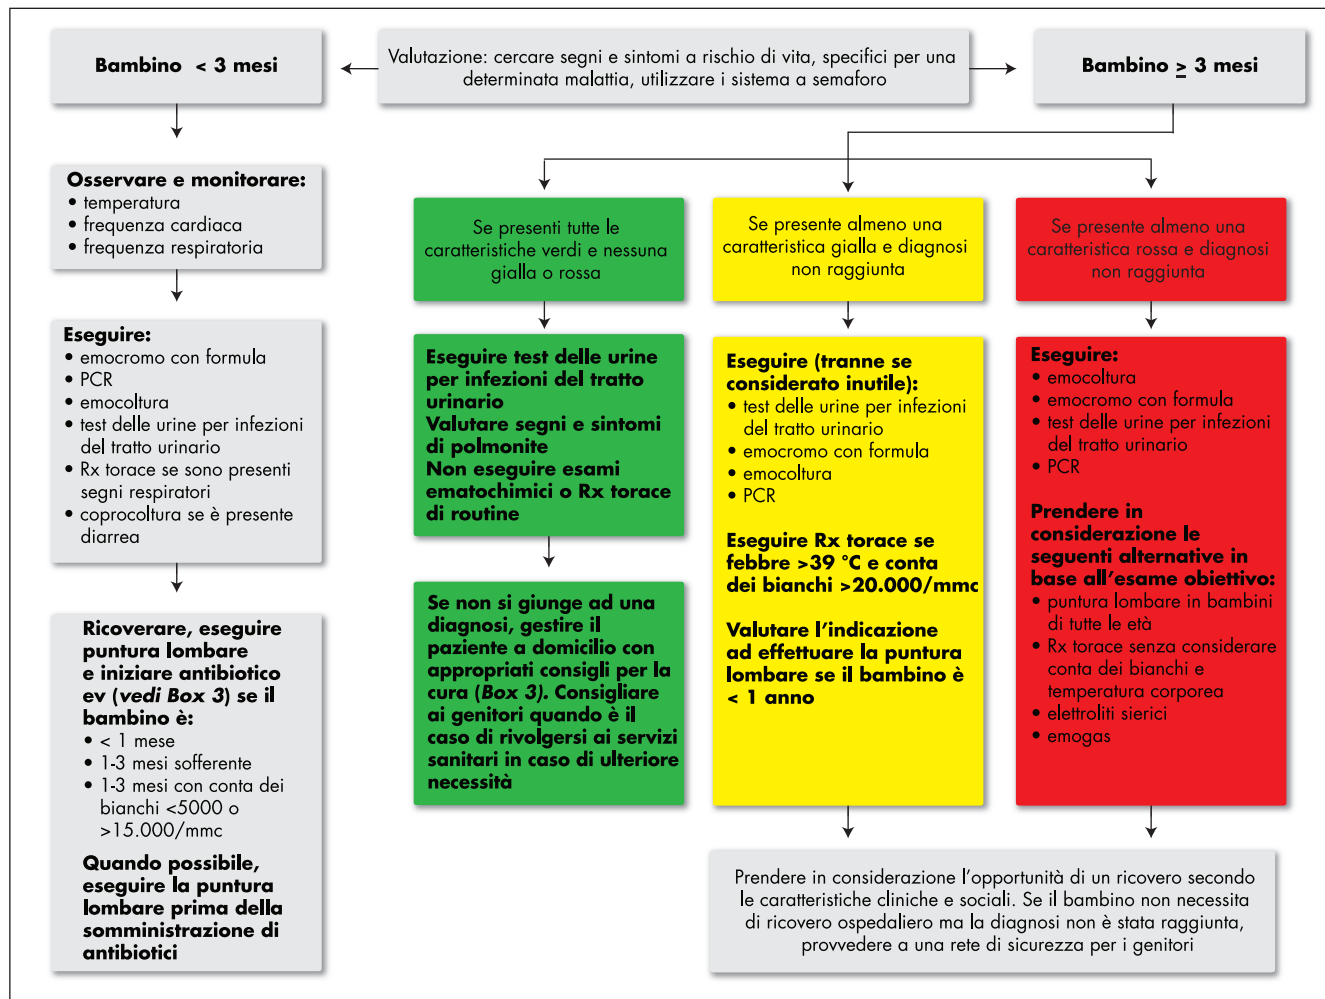 Bambino < 3 mesi
Valutazione: cercare segni e sintomi a rischio di vita, specifici per una
determinata malattia, utilizzare i sistema a semaforo
Bambino ≥ 3 mesi
Osservare e monitorare:
• temperatura
• frequenza cardiaca
• frequenza respiratoria
Eseguire:
• emocromo con formula
• PCR
• emocoltura
• test delle urine per infezioni
del tratto urinario
• Rx torace se sono presenti
segni respiratori
• coprocoltura se è presente
diarrea
Ricoverare, eseguire
puntura lombare
e iniziare antibiotico
ev (vedi Box 3) se il
bambino è:
• < 1 mese
• 1-3 mesi sofferente
• 1-3 mesi con conta dei
bianchi <5000 o
>15.000/mmc
Quando possibile,
eseguire la puntura
lombare prima della
somministrazione di
antibiotici
Se presenti tutte le
caratteristiche verdi e nessuna
gialla o rossa
Eseguire test delle urine
per infezioni del tratto
urinario
Valutare segni e sintomi
di polmonite
Non eseguire esami
ematochimici o Rx torace
di routine
Se non si giunge ad una
diagnosi, gestire il
paziente a domicilio con
appropriati consigli per la
cura (Box 3). Consigliare
ai genitori quando è il
caso di rivolgersi ai servizi
sanitari in caso di ulteriore
necessità
Se presente almeno una
caratteristica gialla e diagnosi
non raggiunta
Eseguire (tranne se
considerato inutile):
• test delle urine per infezioni
del tratto urinario
• emocromo con formula
• emocoltura
• PCR
Eseguire Rx torace se
febbre >39 °C e conta
dei bianchi >20.000/mmc
Valutare l'indicazione
ad effettuare la puntura
lombare se il bambino è
< 1 anno
Se presente almeno una
caratteristica rossa e diagnosi
non raggiunta
Eseguire:
• emocoltura
• emocromo con formula
• test delle urine per infezioni
del tratto urinario
• PCR
Prendere in
considerazione le
seguenti alternative in
base all'esame obiettivo:
• puntura lombare in bambini
di tutte le età
• Rx torace senza considerare
conta dei bianchi e
temperatura corporea
• elettroliti sierici
• emogas
Prendere in considerazione l'opportunità di un ricovero secondo
le caratteristiche cliniche e sociali. Se il bambino non necessita
di ricovero ospedaliero ma la diagnosi non è stata raggiunta,
provvedere a una rete di sicurezza per i genitori